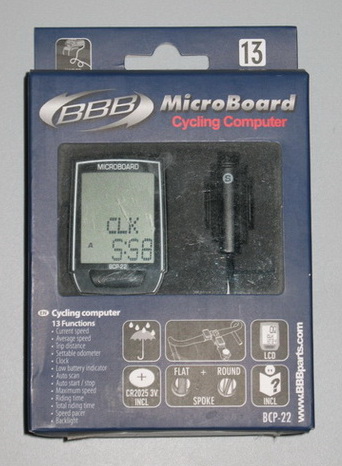 13
BBB
MicroBoard
Cycling Computer
S
MICROBOARD
CLK
A 5:58
BCP-22
EN Cycling computer
13 Functions
• Current speed
• Average speed
• Trip distance
• Settable odometer
• Clock
• Low battery indicator
• Auto scan
• Auto start / stop
• Maximum speed
• Riding time
• Total riding time
• Speed pacer
• Backlight
LCD
+
CR2025 3V
INCL
FLAT + ROUND
SPOKE
?
INCL
BCP-22
www.BBBparts.com